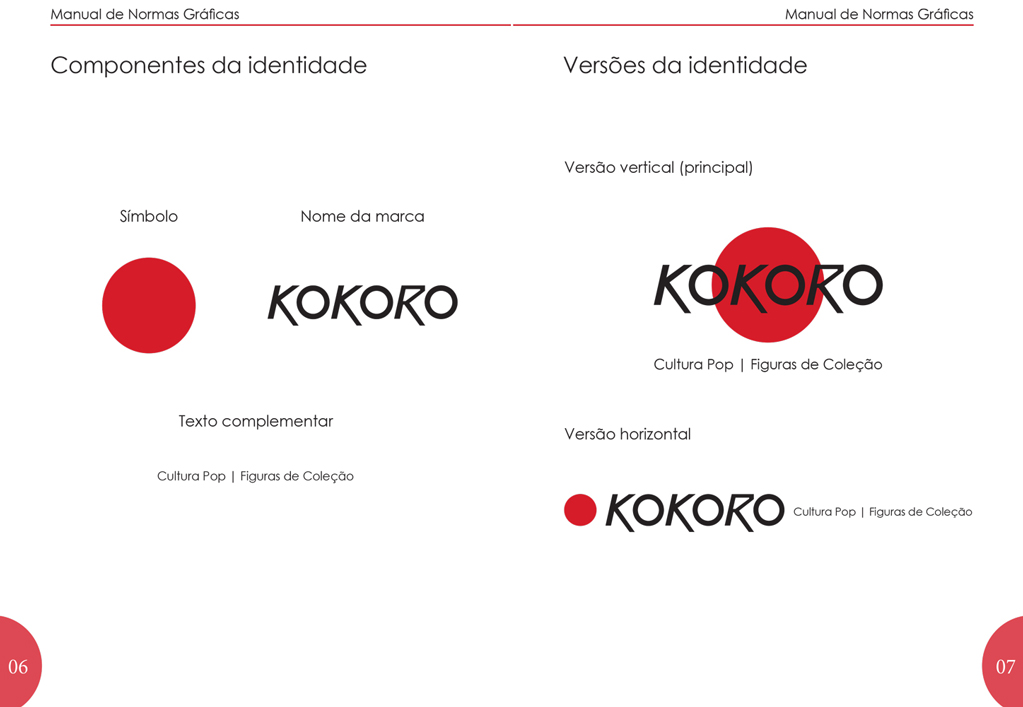 Manual de Normas Gráficas
Componentes da identidade
Símbolo
Nome da marca
KOKORO
Texto complementar
Cultura Pop | Figuras de Coleção
06
Manual de Normas Gráficas
Versões da identidade
Versão vertical (principal)
KOKORO
Cultura Pop | Figuras de Coleção
Versão horizontal
KOKORO
Cultura Pop | Figuras de Coleção
07